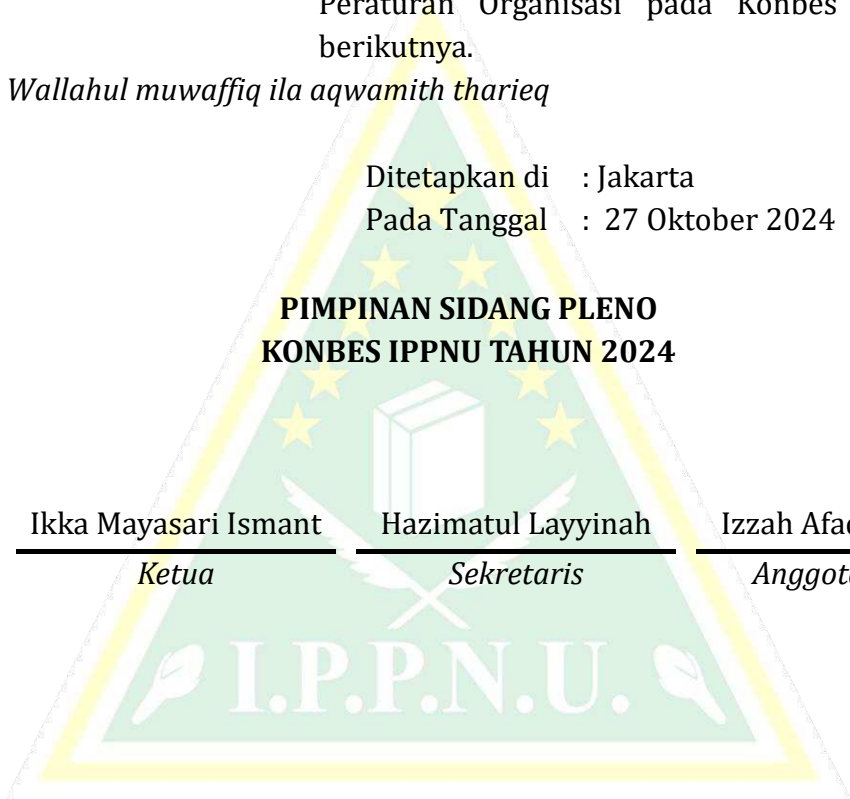 Peraturan Organisasi pada Konbes
berikutnya.
Wallahul muwaffiq ila aqwamith tharieq
Ditetapkan di : Jakarta
Pada Tanggal : 27 Oktober 2024
PIMPINAN SIDANG PLENO
KONBES IPPNU TAHUN 2024
Ikka Mayasari Ismant Hazimatul Layyinah Izzah
Ketua Sekretaris
I.P.P.N.U.